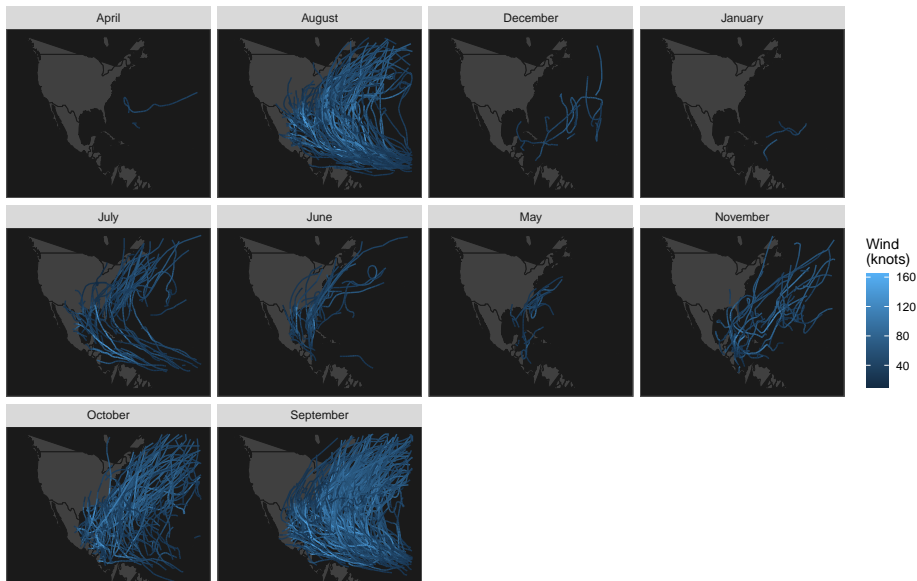 April
August
December
January
July
June
May
November
Wind
(knots)
160
120
80
40
October
September